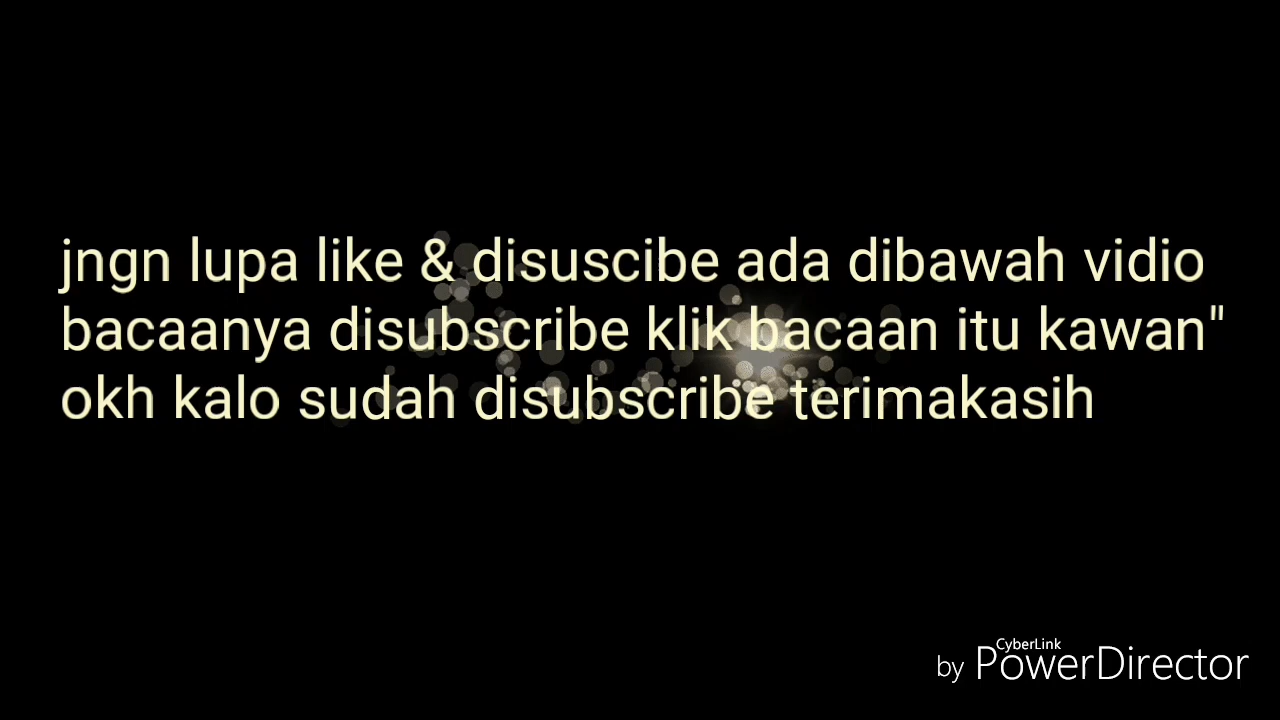 jngn lupa like & disuscibe ada dibawah vidio
bacaanya disubscribe klik bacaan itu kawan"
okh kalo sudah disubscribe terimakasih
CyberLink
by PowerDirector